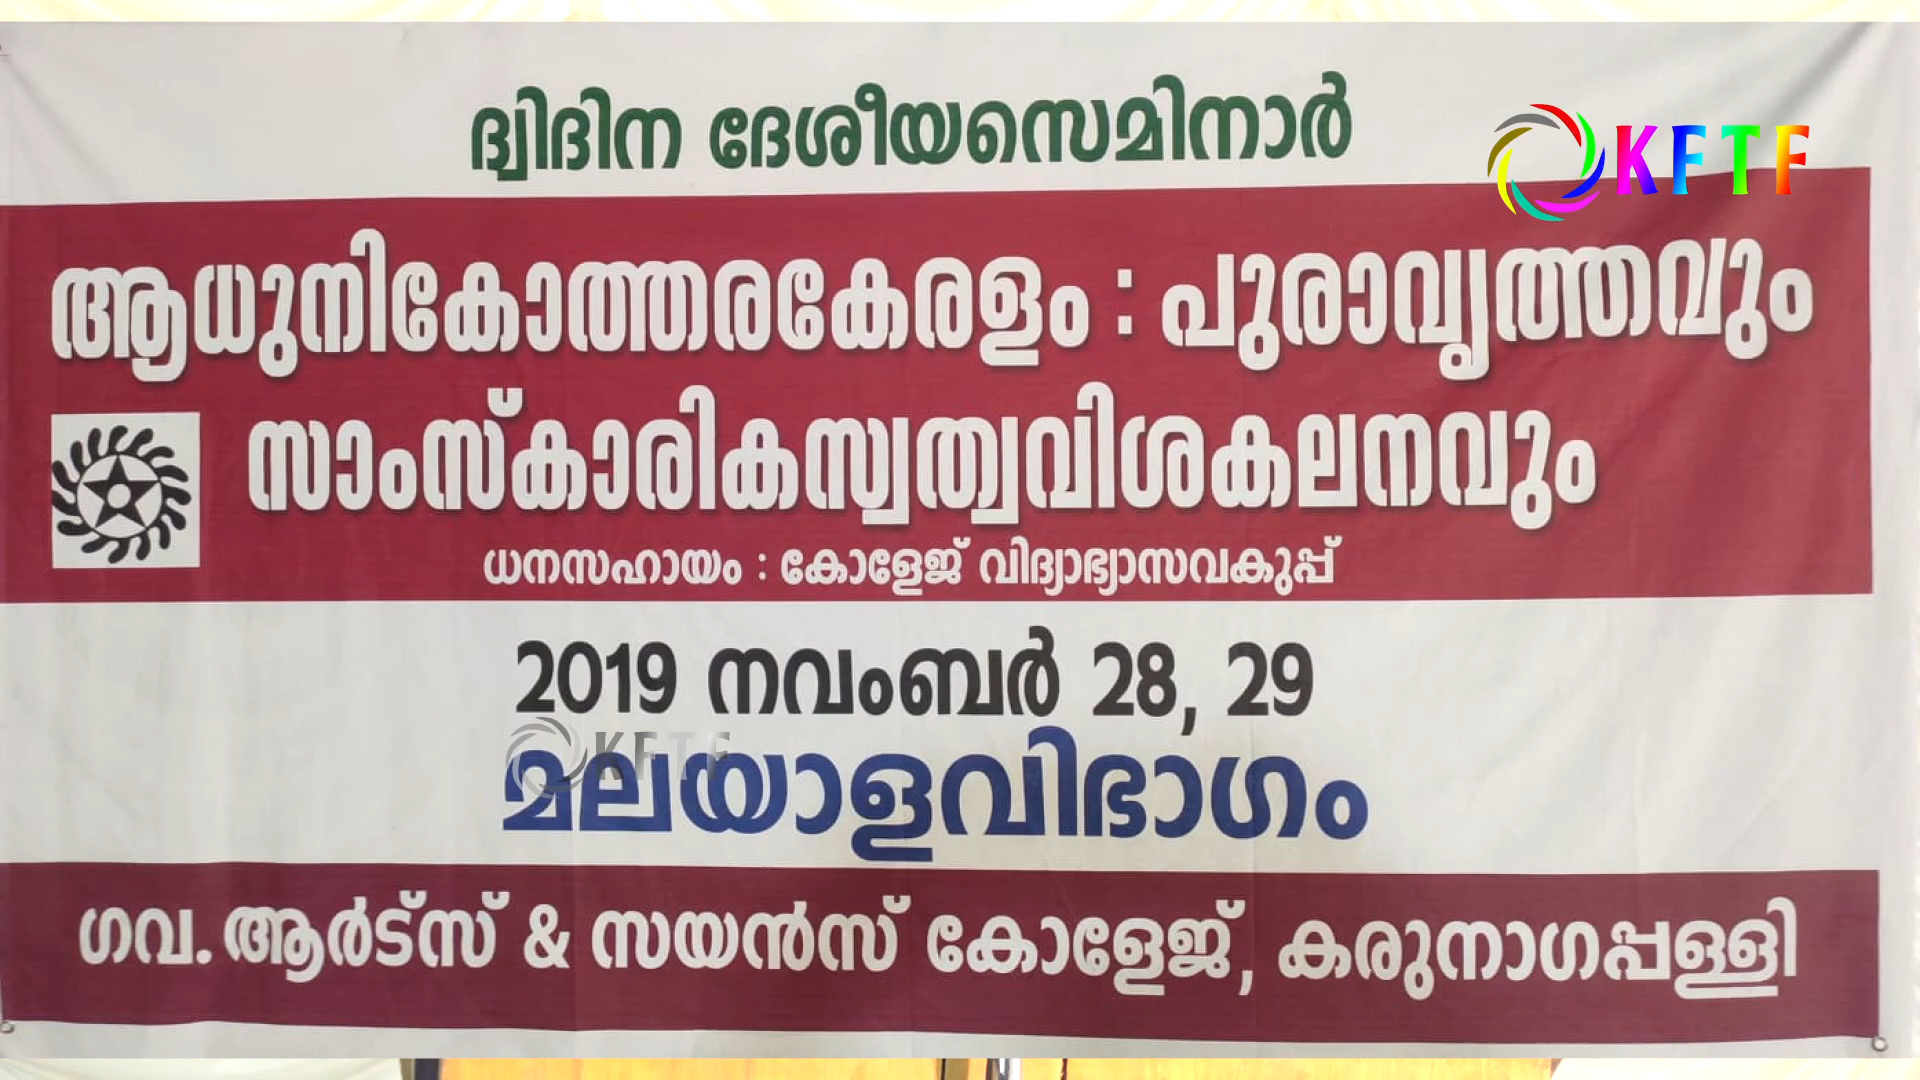 ദ്വിദിന ദേശീയസെമിനാർ
KFTF
ആധുനികോത്തരകേരളം : പുരാവൃത്തവും
സാംസ്കാരികസ്വത്വവിശകലനവും
ധനസഹായം : കോളേജ് വിദ്യാഭ്യാസവകുപ്പ്
2019 നവംബർ 28, 29
KFTF
മലയാളവിഭാഗം
ഗവ. ആർട്സ് & സയൻസ് കോളേജ്, കരുനാഗപ്പള്ളി